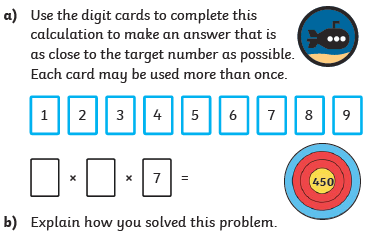 a) Use the digit cards to complete this
calculation to make an answer that is
as close to the target number as possible.
Each card may be used more than once.
1 2 3 4 5 6 7 8 9
× × 7 =
450
b) Explain how you solved this problem.